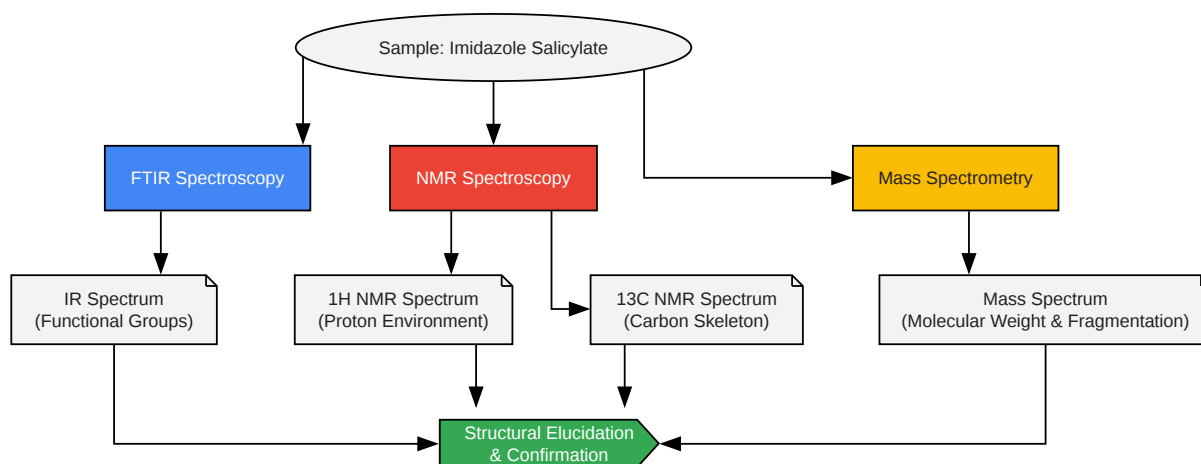 Sample: Imidazole Salicylate
FTIR Spectroscopy
NMR Spectroscopy
Mass Spectrometry
IR Spectrum
(Functional Groups)
1H NMR Spectrum
(Proton Environment)
13C NMR Spectrum
(Carbon Skeleton)
Mass Spectrum
(Molecular Weight & Fragmentation)
Structural Elucidation
& Confirmation